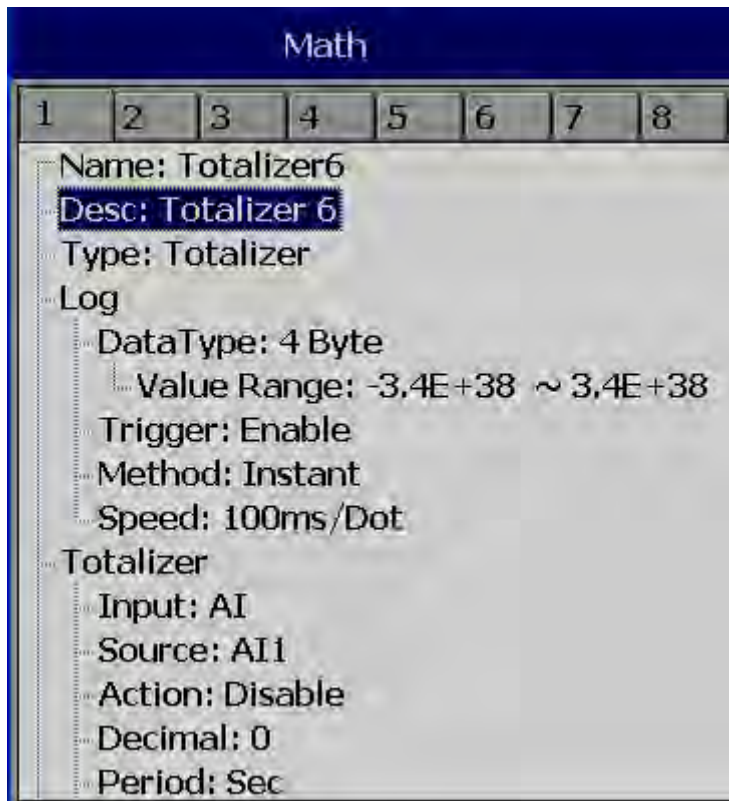 Math
1 2 3 4 5 6 7 8
Name: Totalizer6
Desc: Totalizer 6
Type: Totalizer
Log
DataType: 4 Byte
Value Range: -3.4E+38 ~ 3.4E+38
Trigger: Enable
Method: Instant
Speed: 100ms/Dot
Totalizer
Input: AI
Source: AI1
Action: Disable
Decimal: 0
Period: Sec